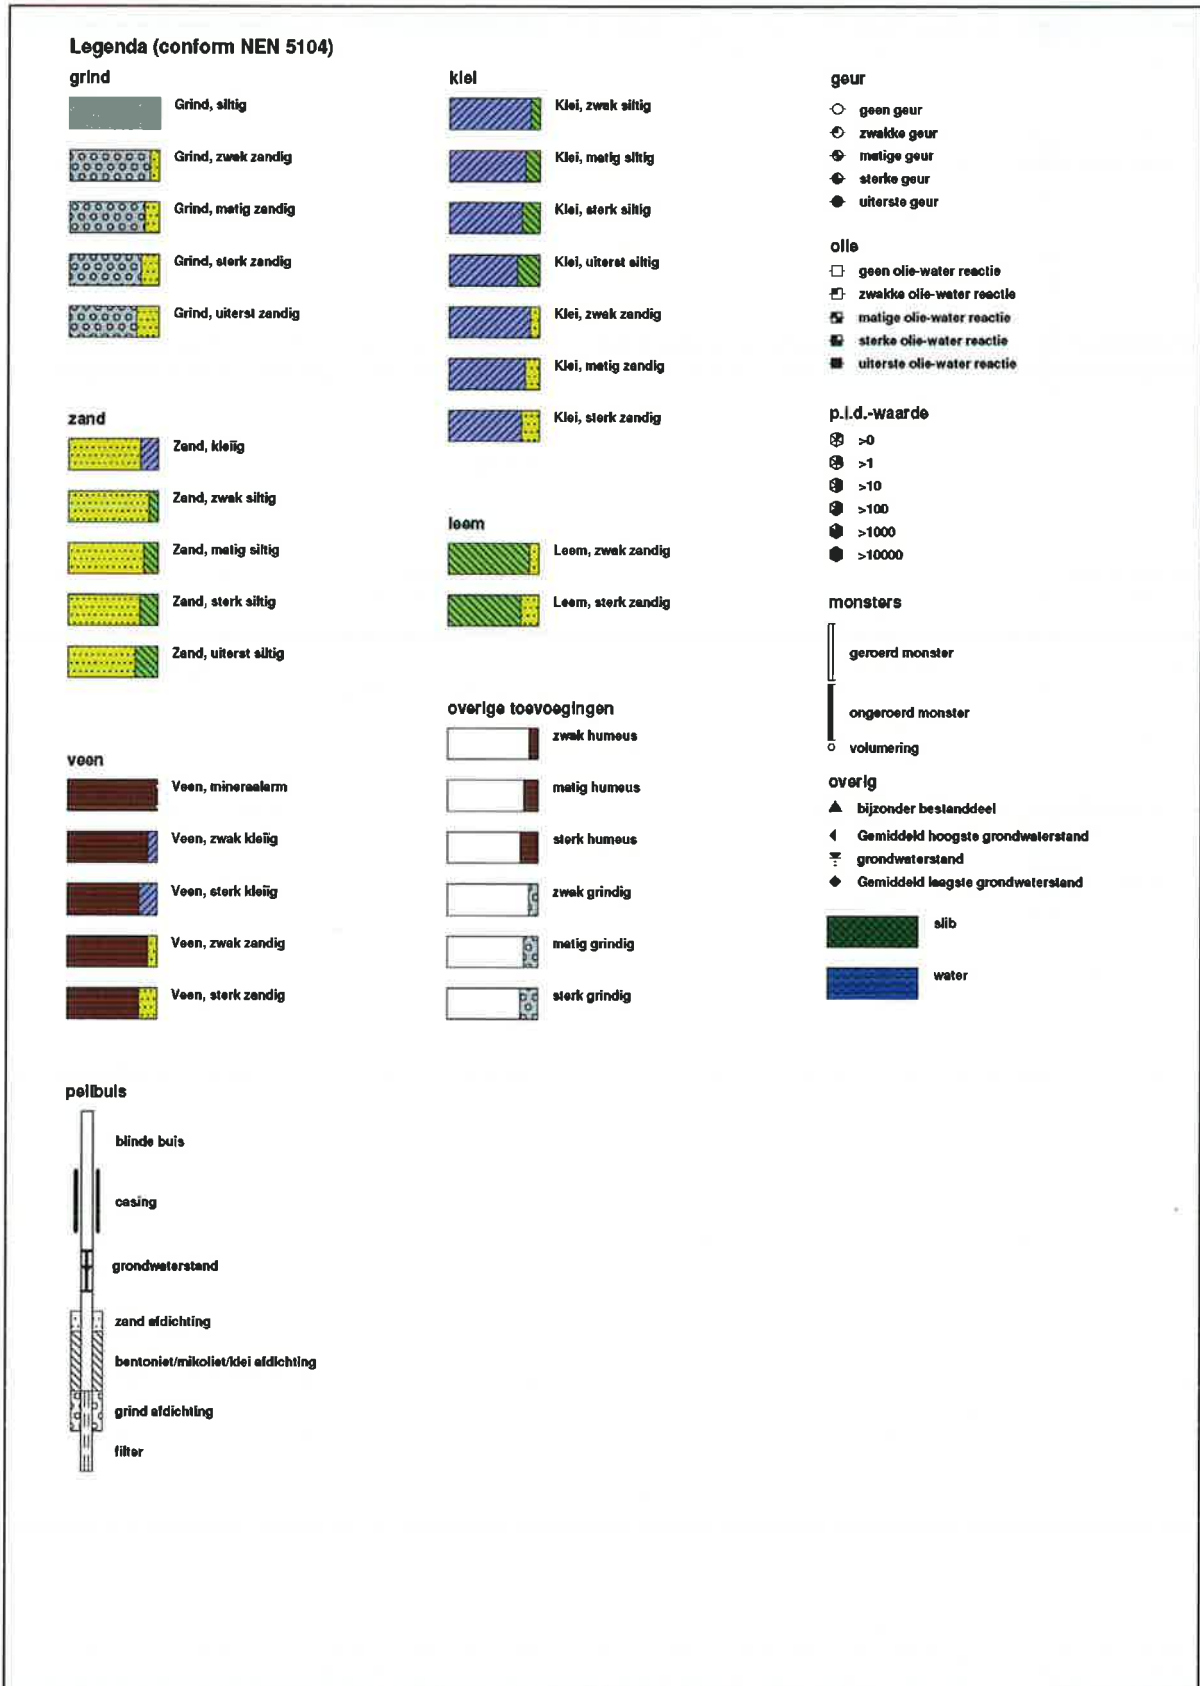 Legenda (conform NEN 5104)
grind
Grind, siltig
Grind, zwak zandig
Grind, matig zandig
Grind, sterk zandig
Grind, uiterst zandig
zand
Zand, kleiïg
Zand, zwak siltig
Zand, matig siltig
Zand, sterk siltig
Zand, uiterst siltig
veen
Veen, mineraalarm
Veen, zwak kleiïg
Veen, sterk kleiïg
Veen, zwak zandig
Veen, sterk zandig
peilbuis
blinde buis
casing
grondwaterstand
zand afdichting
bentoniet/mikoliet/klei afdichting
grind afdichting
filter
klei
Klei, zwak siltig
Klei, matig siltig
Klei, sterk siltig
Klei, uiterst siltig
Klei, zwak zandig
Klei, matig zandig
Klei, sterk zandig
leem
Leem, zwak zandig
Leem, sterk zandig
overige toevoegingen
zwak humeus
matig humeus
sterk humeus
zwak grindig
matig grindig
sterk grindig
geur
geen geur
zwakke geur
matige geur
sterke geur
uiterste geur
olie
geen olie-water reactie
zwakke olie-water reactie
matige olie-water reactie
sterke olie-water reactie
uiterste olie-water reactie
p.i.d.-waarde
>0
>1
>10
>100
>1000
>10000
monsters
geroerd monster
ongeroerd monster
volumering
overig
bijzonder bestanddeel
Gemiddeld hoogste grondwaterstand
grondwaterstand
Gemiddeld laagste grondwaterstand
slib
water